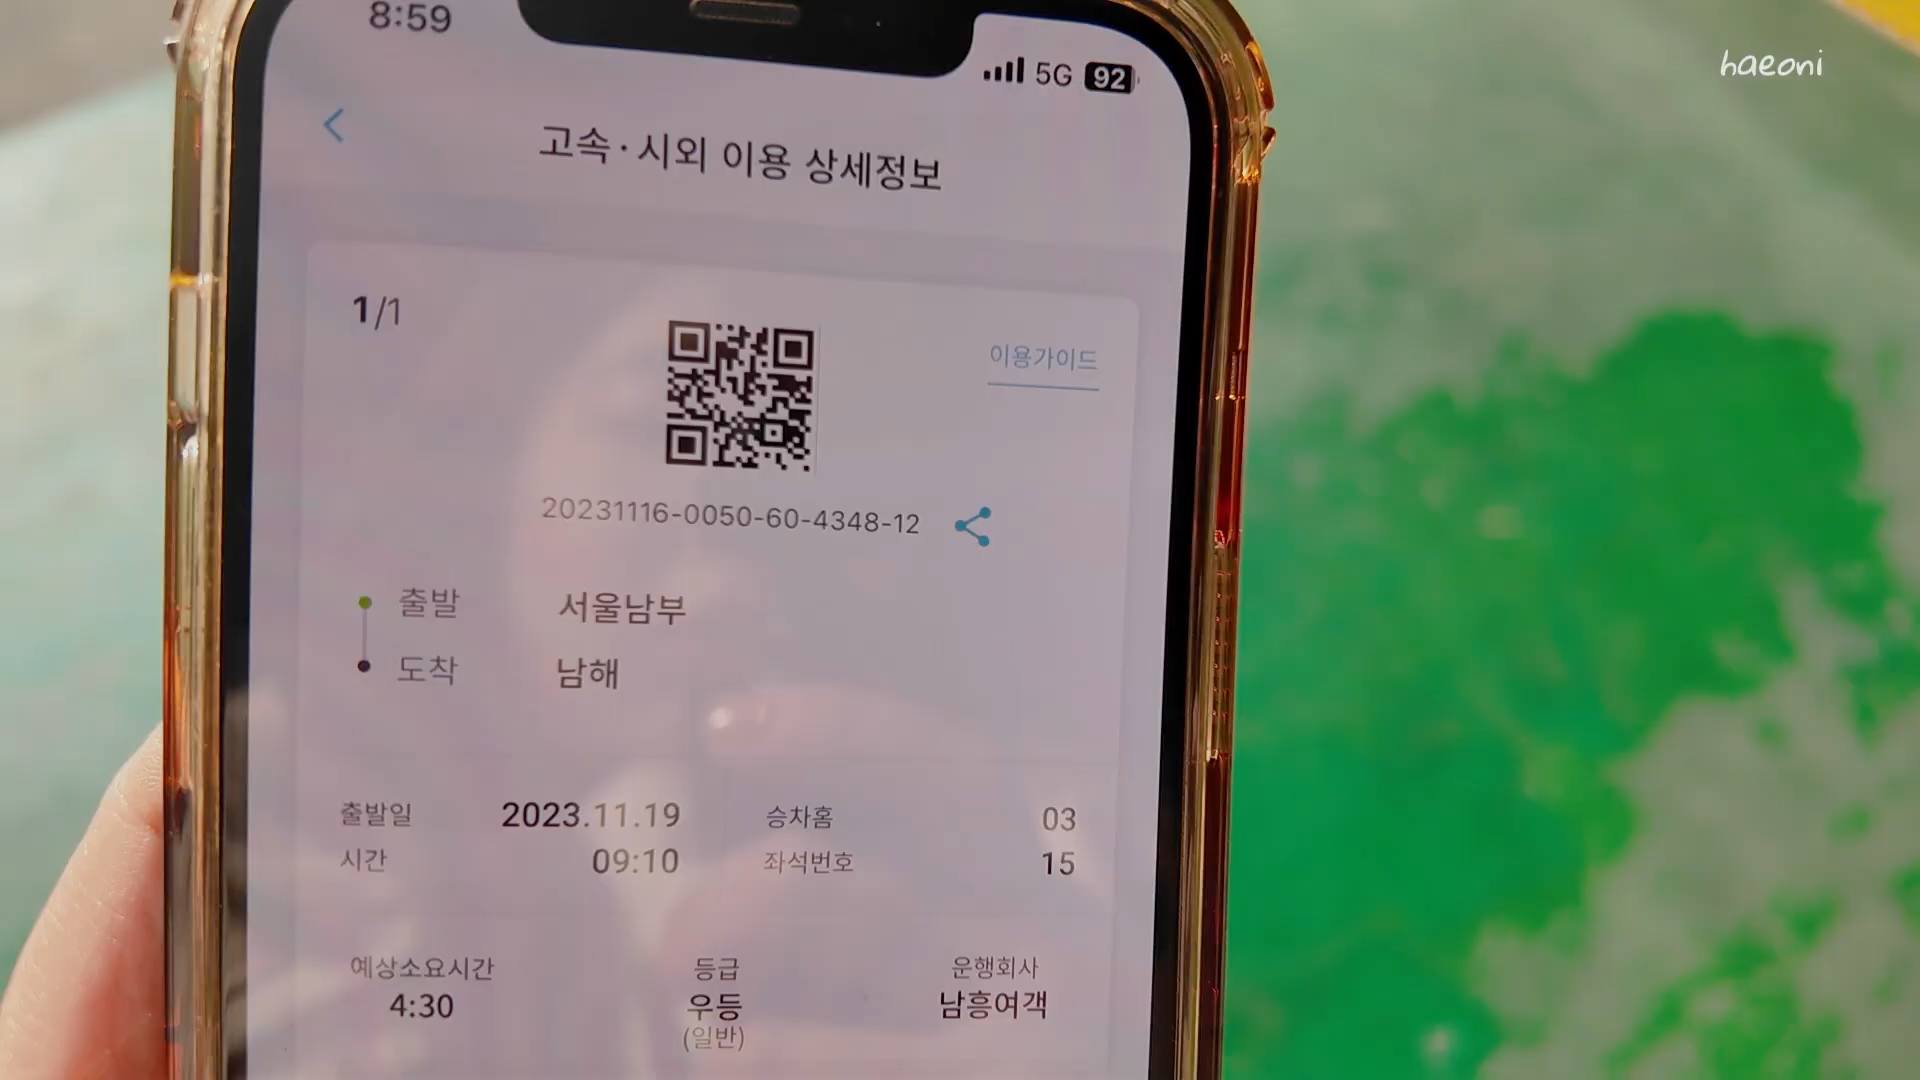 8:59
5G 92
haeoni
고속·시외 이용 상세정보
1/1
이용가이드
20231116-0050-60-4348-12
출발 서울남부
도착 남해
출발일 2023.11.19 승차홈 03
시간 09:10 좌석번호 15
예상소요시간 등급 운행회사
4:30 우등 남흥여객
(일반)